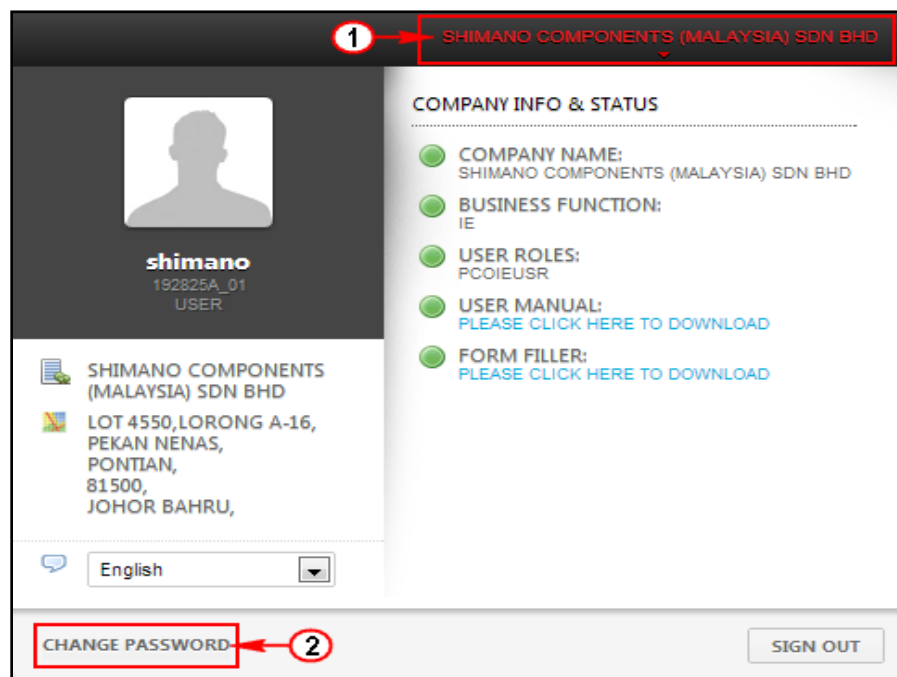 1
SHIMANO COMPONENTS (MALAYSIA) SDN BHD
shimano
192825A_01
USER
SHIMANO COMPONENTS
(MALAYSIA) SDN BHD
LOT 4550,LORONG A-16,
PEKAN NENAS,
PONTIAN,
81500,
JOHOR BAHRU,
English
COMPANY INFO & STATUS
COMPANY NAME:
SHIMANO COMPONENTS (MALAYSIA) SDN BHD
BUSINESS FUNCTION:
IE
USER ROLES:
PCOIEUSR
USER MANUAL:
PLEASE CLICK HERE TO DOWNLOAD
FORM FILLER:
PLEASE CLICK HERE TO DOWNLOAD
CHANGE PASSWORD
2
SIGN OUT